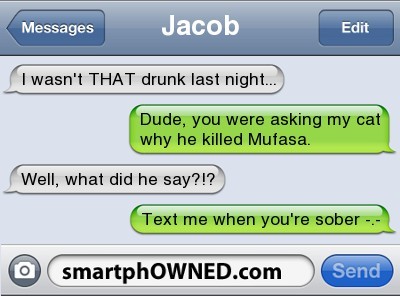 Messages
Jacob
Edit
I wasn't THAT drunk last night...
Dude, you were asking my cat
why he killed Mufasa.
Well, what did he say?!?
Text me when you're sober -.-
smartphOWNED.com
Send